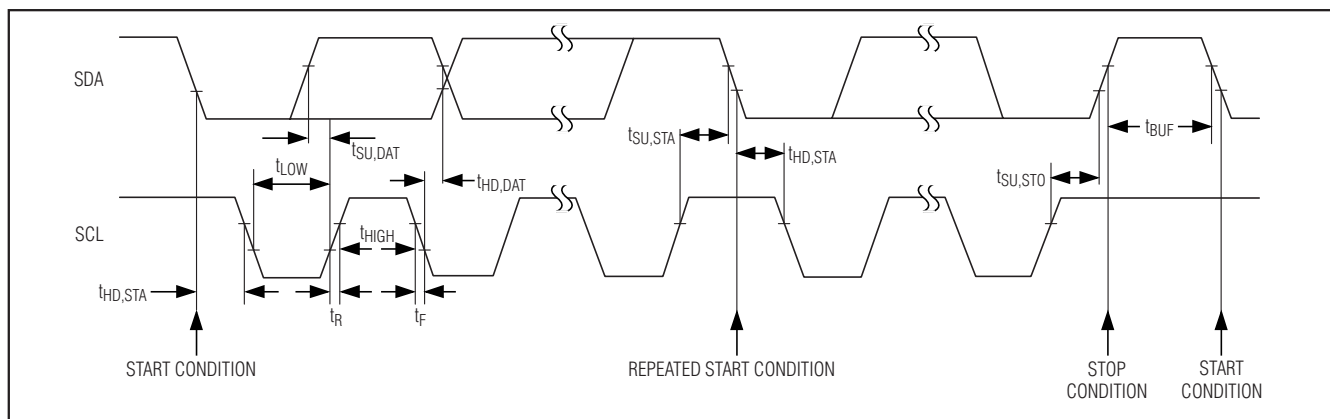 SDA
tSU,DAT
tLOW
tHD,DAT
tSU,STA
tHD,STA
tBUF
tSU,STO
SCL
tHIGH
tHD,STA
tR
tF
START CONDITION
REPEATED START CONDITION
STOP
CONDITION
START
CONDITION